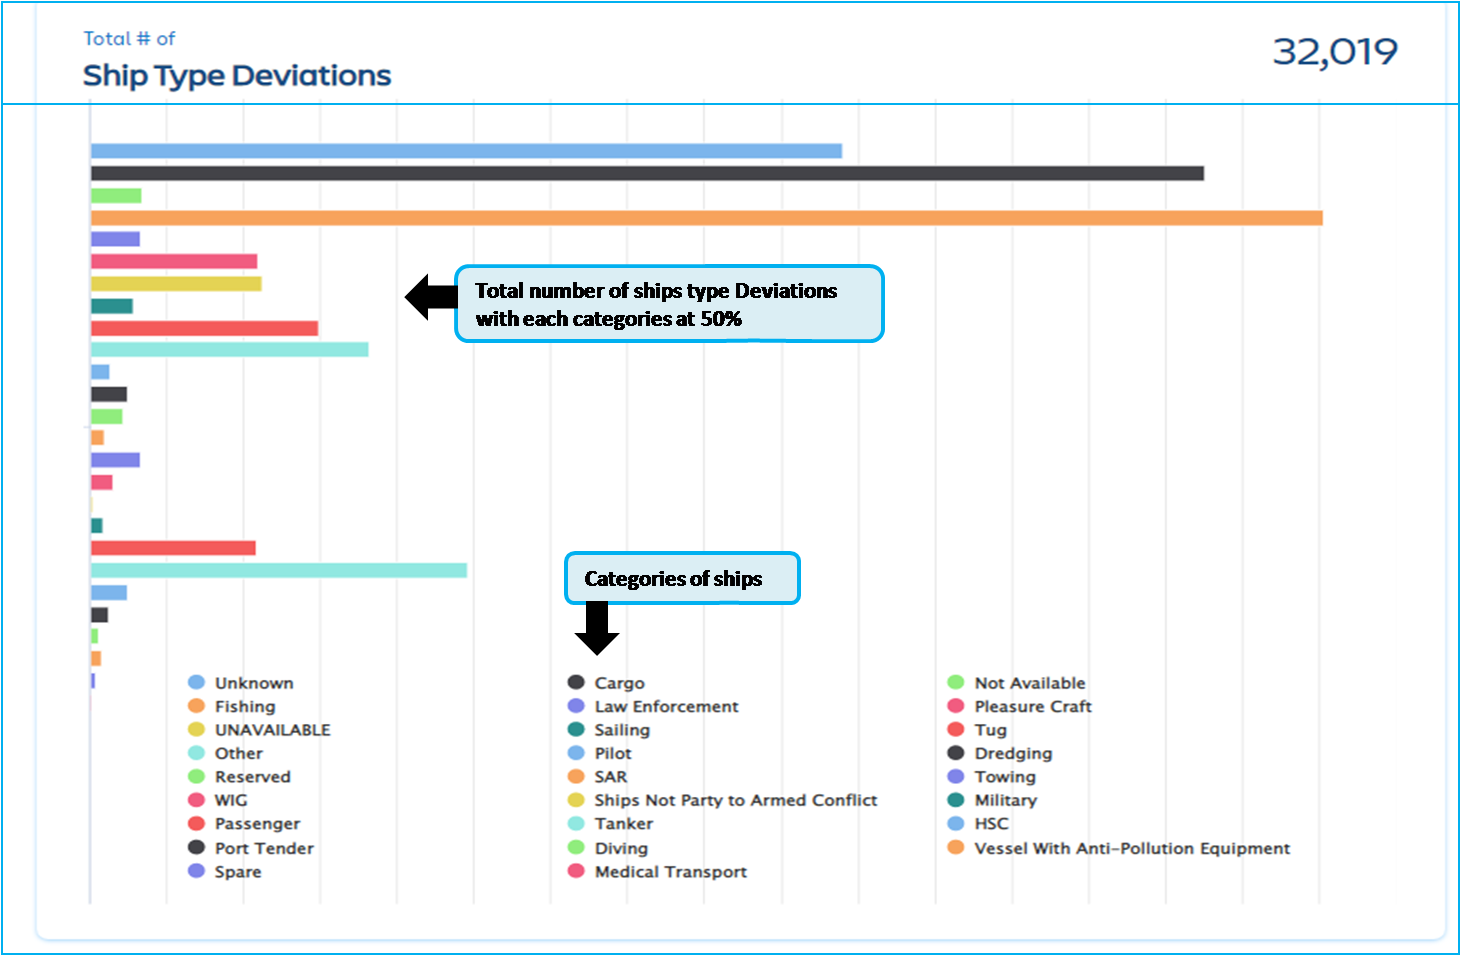 Total # of
Ship Type Deviations
32,019
Total number of ships type Deviations
with each categories at 50%
Categories of ships
Unknown
Cargo
Not Available
Fishing
Law Enforcement
Pleasure Craft
UNAVAILABLE
Sailing
Tug
Other
Pilot
Dredging
Reserved
SAR
Towing
WIG
Ships Not Party to Armed Conflict
Military
Passenger
Tanker
HSC
Port Tender
Diving
Vessel With Anti-Pollution Equipment
Spare
Medical Transport